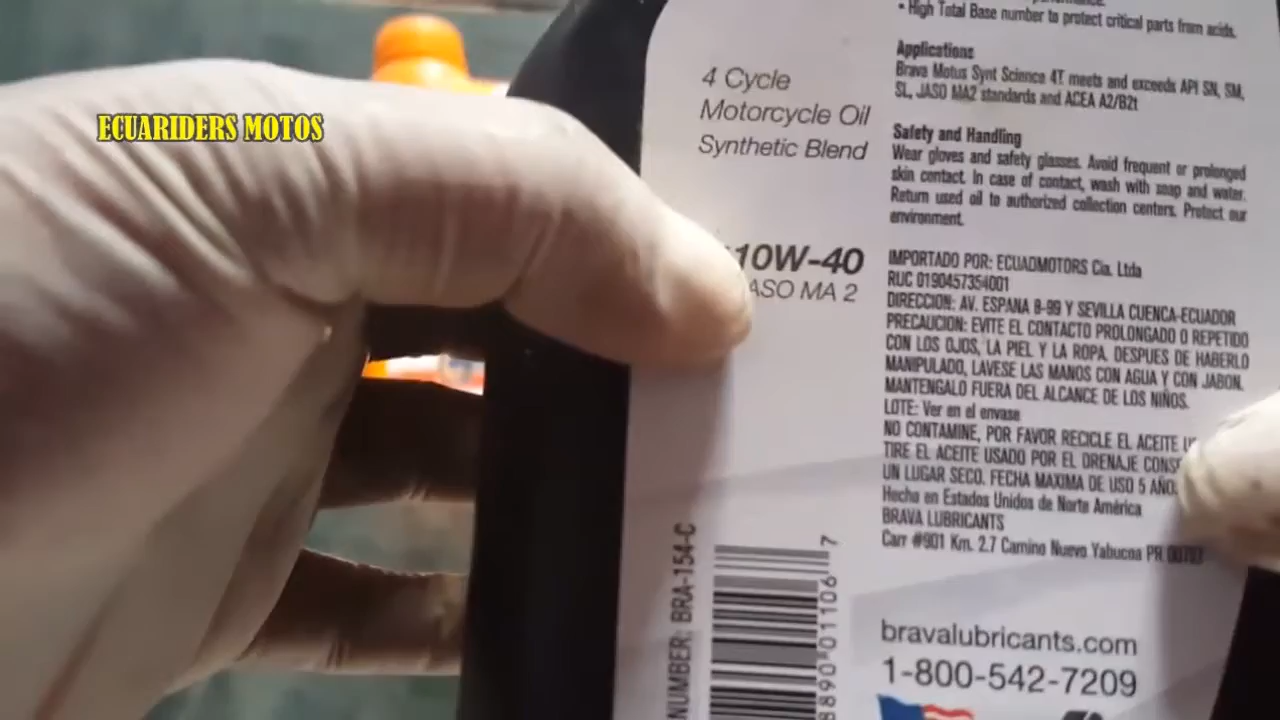 ECUARIDERS MOTOS
• High Total Base number to protect critical parts from acids.
Applications
Brava Motus Synt Science 4T meets and exceeds API SN, SM,
SL, JASO MA2 standards and ACEA A2/B2t
Safety and Handling
Wear gloves and safety glasses. Avoid frequent or prolonged
skin contact. In case of contact, wash with soap and water.
Return used oil to authorized collection centers. Protect our
environment.
4 Cycle
Motorcycle Oil
Synthetic Blend
10W-40
ASO MA 2
IMPORTADO POR: ECUADMOTORS Cia. Ltda
RUC 0190457354001
DIRECCION: AV. ESPANA 8-99 Y SEVILLA CUENCA-ECUADOR
PRECAUCION: EVITE EL CONTACTO PROLONGADO O REPETIDO
CON LOS OJOS, LA PIEL Y LA ROPA. DESPUES DE HABERLO
MANIPULADO, LAVESE LAS MANOS CON AGUA Y CON JABON.
MANTENGALO FUERA DEL ALCANCE DE LOS NIÑOS.
LOTE: Ver en el envase
NO CONTAMINE, POR FAVOR RECICLE EL ACEITE
TIRE EL ACEITE USADO POR EL DRENAJE CONS
UN LUGAR SECO. FECHA MAXIMA DE USO 5 AÑO
Hecho en Estados Unidos de Norte América
BRAVA LUBRICANTS
Carr #901 Km. 2.7 Camino Nuevo Yabucoa PR
NUMBER: BRA-154-C
8890 01106 7
bravalubricants.com
1-800-542-7209